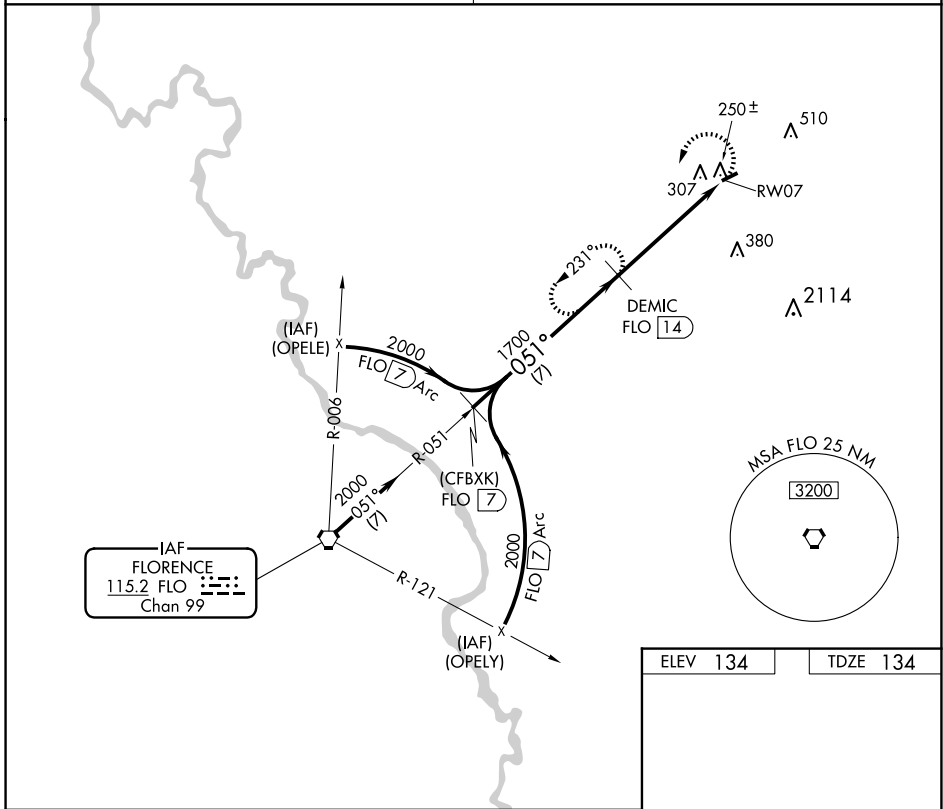 250±
510
307
RW07
380
231°
DEMIC
FLO 14
2114
(IAF)
(OPELE)
X
2000
FLO 7 Arc
1700
051°
(7)
R-006
R-051
(CFBXK)
FLO 7
2000
051°
(7)
MSA FLO 25 NM
3200
IAF
FLORENCE
115.2 FLO
Chan 99
R-121
2000
FLO 7 Arc
X
(IAF)
(OPELY)
ELEV 134
TDZE 134